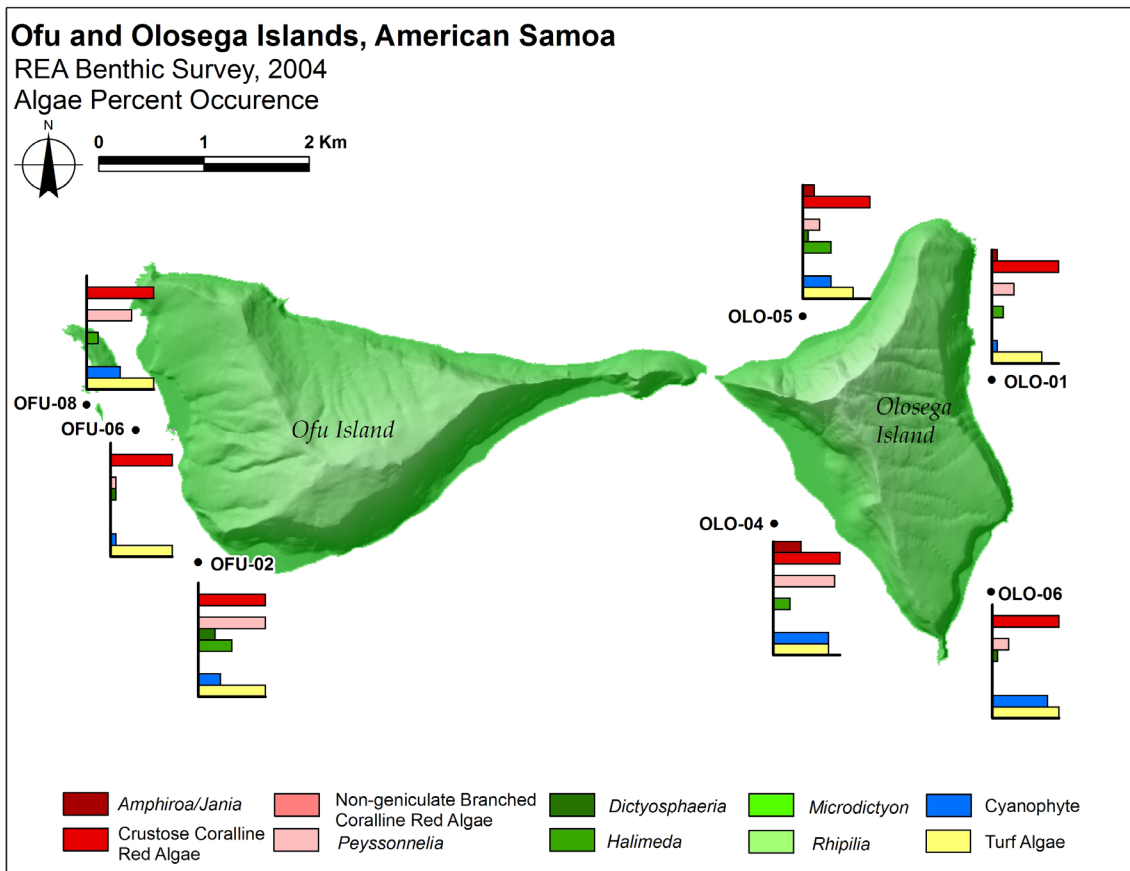 Ofu and Olosega Islands, American Samoa
REA Benthic Survey, 2004
Algae Percent Occurence
N
0 1 2 Km
OLO-05
OLO-01
OFU-08
OFU-06
Ofu Island
Olosega
Island
OLO-04
OFU-02
OLO-06
Amphiroa/Jania
Crustose Coralline
Red Algae
Non-geniculate Branched
Coralline Red Algae
Peyssonnelia
Dictyosphaeria
Halimeda
Microdictyon
Rhipilia
Cyanophyte
Turf Algae